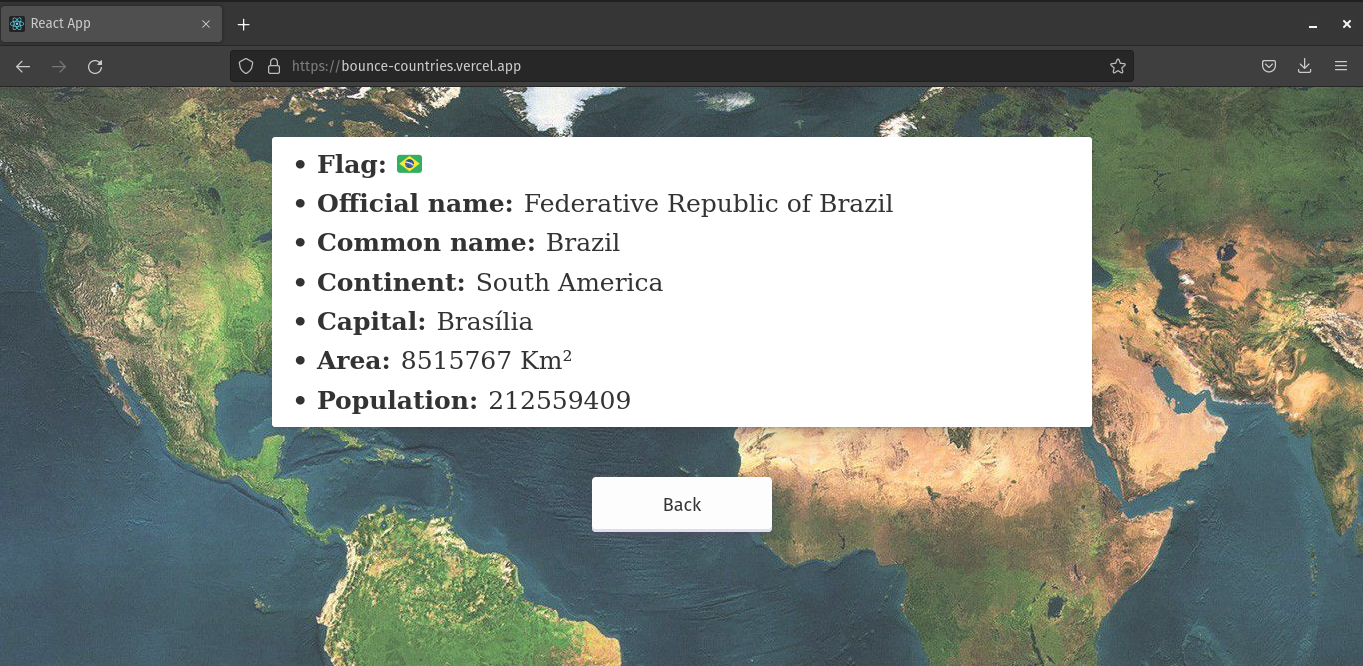 React App
https://bounce-countries.vercel.app
• Flag: 🇧🇷
• Official name: Federative Republic of Brazil
• Common name: Brazil
• Continent: South America
• Capital: Brasília
• Area: 8515767 Km²
• Population: 212559409
Back